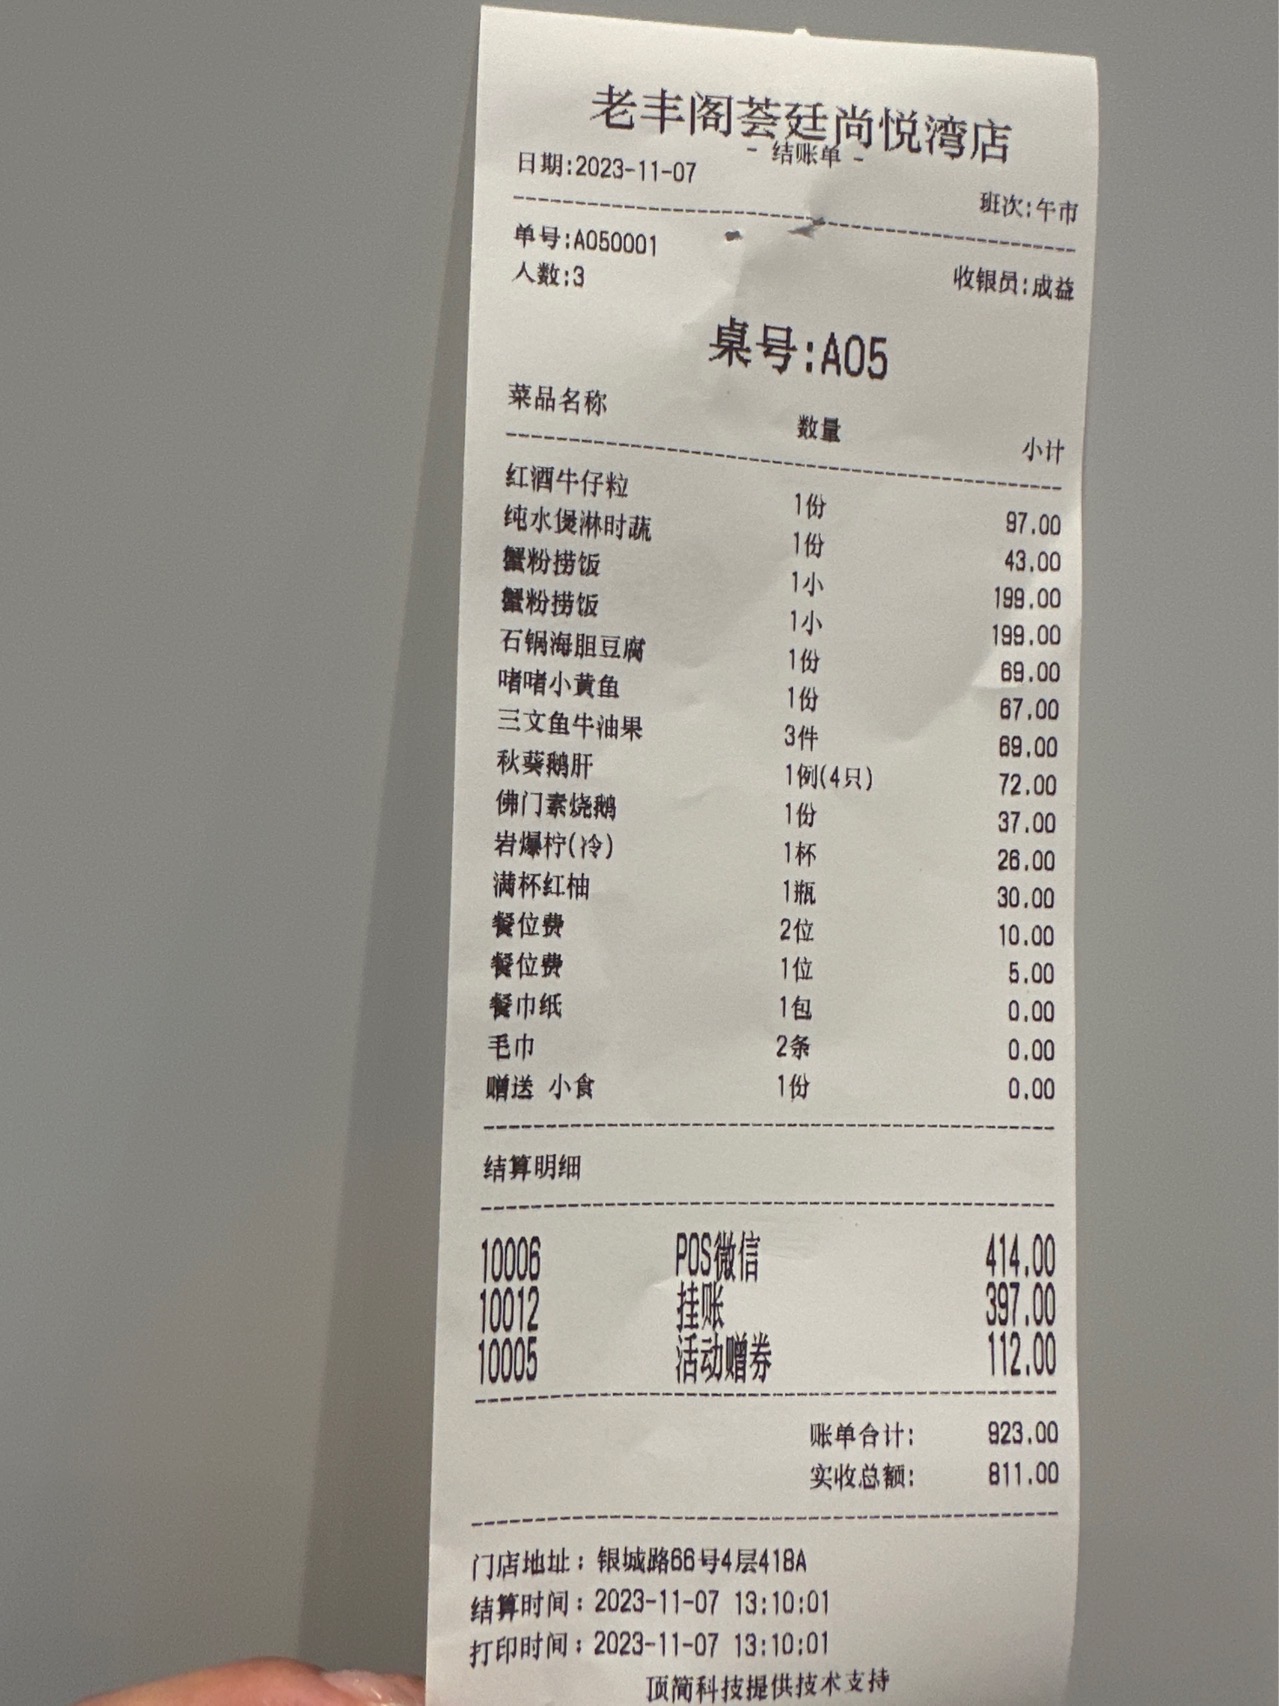 老丰阁荟廷尚悦湾店
- 结账单 -
日期:2023-11-07 班次:午市
单号:A050001
人数:3 收银员:成益
桌号:A05
菜品名称 数量 小计
红酒牛仔粒 1份 97.00
纯水煲淋时蔬 1份 43.00
蟹粉捞饭 1小 199.00
蟹粉捞饭 1小 199.00
石锅海胆豆腐 1份 69.00
啫啫小黄鱼 1份 67.00
三文鱼牛油果 3件 69.00
秋葵鹅肝 1例(4只) 72.00
佛门素烧鹅 1份 37.00
岩爆柠(冷) 1杯 26.00
满杯红柚 1瓶 30.00
餐位费 2位 10.00
餐位费 1位 5.00
餐巾纸 1包 0.00
毛巾 2条 0.00
赠送 小食 1份 0.00
结算明细
10006 POS微信 414.00
10012 挂账 397.00
10005 活动赠券 112.00
账单合计: 923.00
实收总额: 811.00
门店地址: 银城路66号4层418A
结算时间: 2023-11-07 13:10:01
打印时间: 2023-11-07 13:10:01
顶简科技提供技术支持